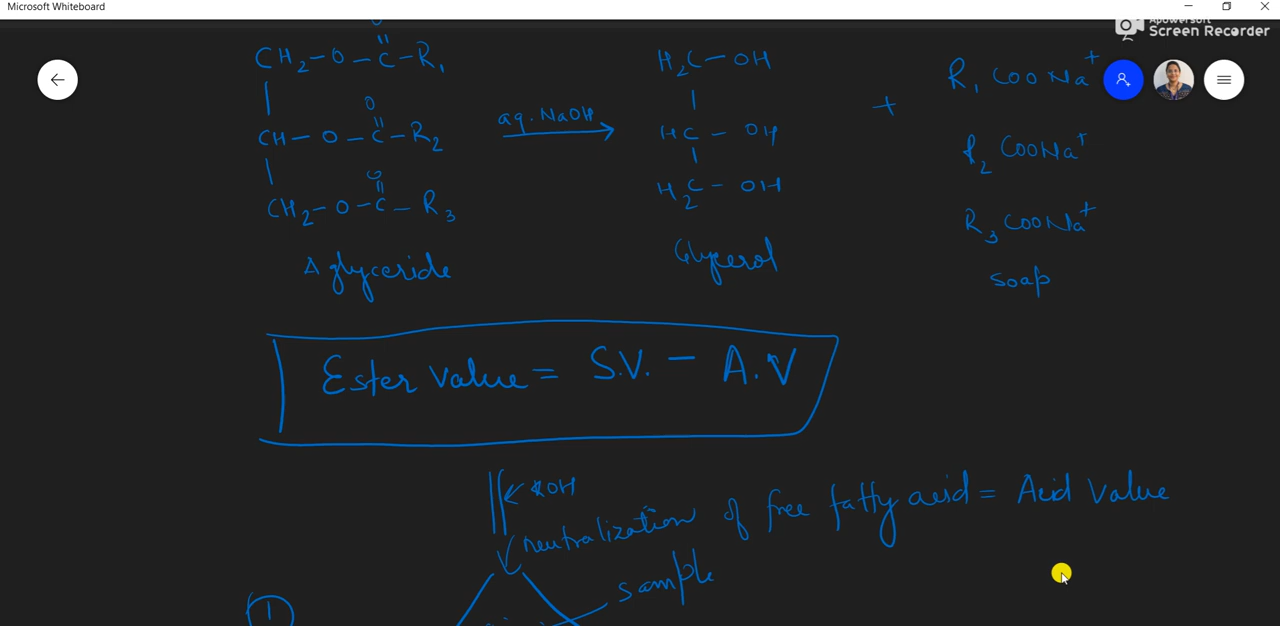 Microsoft Whiteboard
Apowersoft
Screen Recorder
O
CH2-O-C-R1
O
CH-O-C-R2
O
CH2-O-C-R3
A glyceride
aq. NaOH
H2C-OH
HC-OH
H2C-OH
Glycerol
+
R1COONa+
R2COONa+
R3COONa+
soap
Ester value = S.V. - A.V
KOH
neutralization of free fatty acid = Acid Value
sample
1